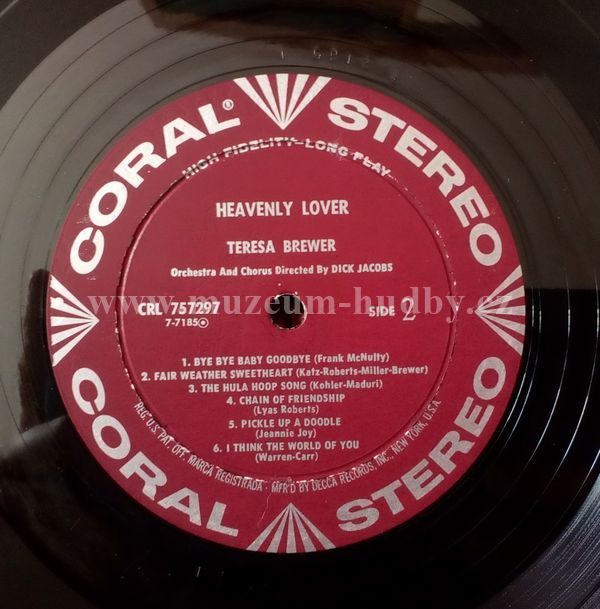 CORAL® STEREO
HIGH FIDELITY-LONG PLAY
HEAVENLY LOVER
TERESA BREWER
Orchestra And Chorus Directed By DICK JACOBS
CRL 757297
7-7185
SIDE 2
1. BYE BYE BABY GOODBYE (Frank McNulty)
2. FAIR WEATHER SWEETHEART (Katz-Roberts-Miller-Brewer)
3. THE HULA HOOP SONG (Kohler-Maduri)
4. CHAIN OF FRIENDSHIP
(Lyas Roberts)
5. PICKLE UP A DOODLE
(Jeannie Joy)
6. I THINK THE WORLD OF YOU
(Warren-Carr)
REG. U.S. PAT. OFF. MARCA REGISTRADA · MFR'D BY DECCA RECORDS, INC., NEW YORK, U.S.A.
CORAL STEREO
www.muzeum-hudby.cz